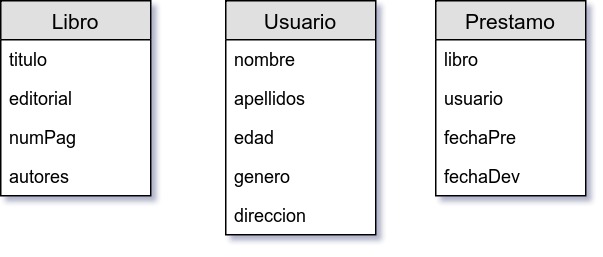 Libro
titulo
editorial
numPag
autores
Usuario
nombre
apellidos
edad
genero
direccion
Prestamo
libro
usuario
fechaPre
fechaDev